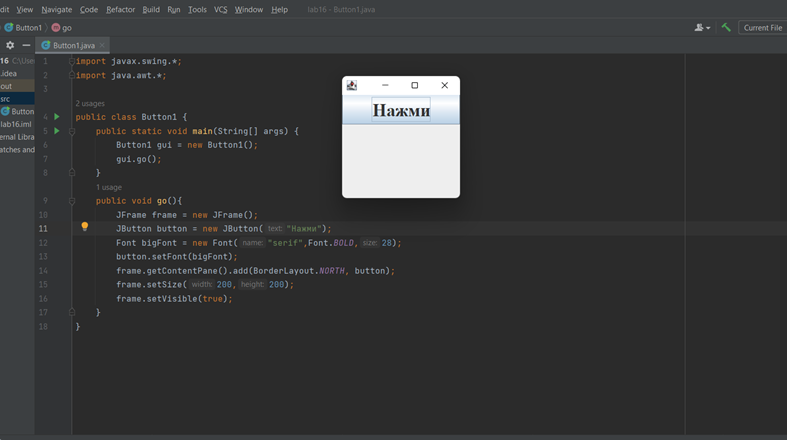 dit View Navigate Code Refactor Build Run Tools VCS Window Help lab16 - Button1.java
Button1 go Current File
Button1.java
16 C:\Use
.idea
out
src
Button
lab16.iml
ernal Libra
atches and
1 import javax.swing.*;
2 import java.awt.*;
3
2 usages
4 public class Button1 {
5 public static void main(String[] args) {
6 Button1 gui = new Button1();
7 gui.go();
8 }
1 usage
9 public void go(){
10 JFrame frame = new JFrame();
11 JButton button = new JButton( text: "Нажми");
12 Font bigFont = new Font( name: "serif",Font.BOLD, size: 28);
13 button.setFont(bigFont);
14 frame.getContentPane().add(BorderLayout.NORTH, button);
15 frame.setSize( width: 200, height: 200);
16 frame.setVisible(true);
17 }
18 }
Нажми